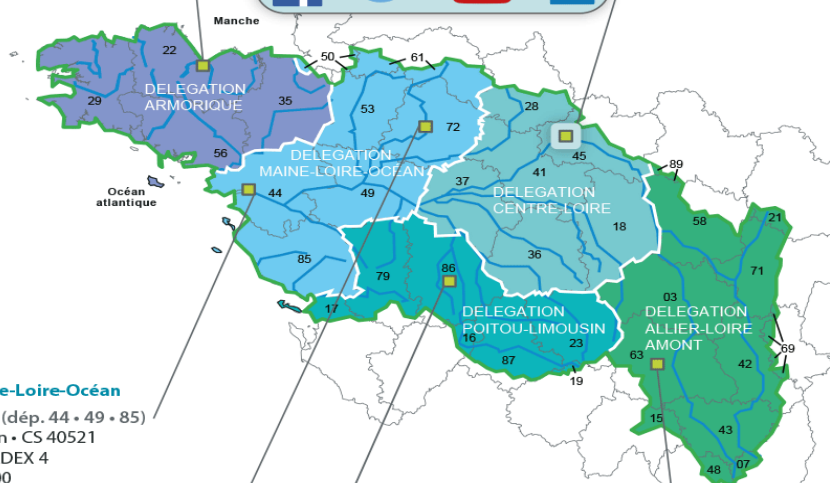 Manche
22
50
61
DELEGATION
ARMORIQUE
29
35
53
28
72
56
45
DELEGATION
MAINE-LOIRE-OCEAN
41
89
37
Océan
atlantique
44
49
DELEGATION
CENTRE-LOIRE
58
21
18
85
36
79
86
71
03
17
DELEGATION
POITOU-LIMOUSIN
DELEGATION
ALLIER-LOIRE
AMONT
16
23
69
87
63
42
19
e-Loire-Océan
(dép. 44 • 49 • 85)
15
n • CS 40521
43
DEX 4
48
07
00